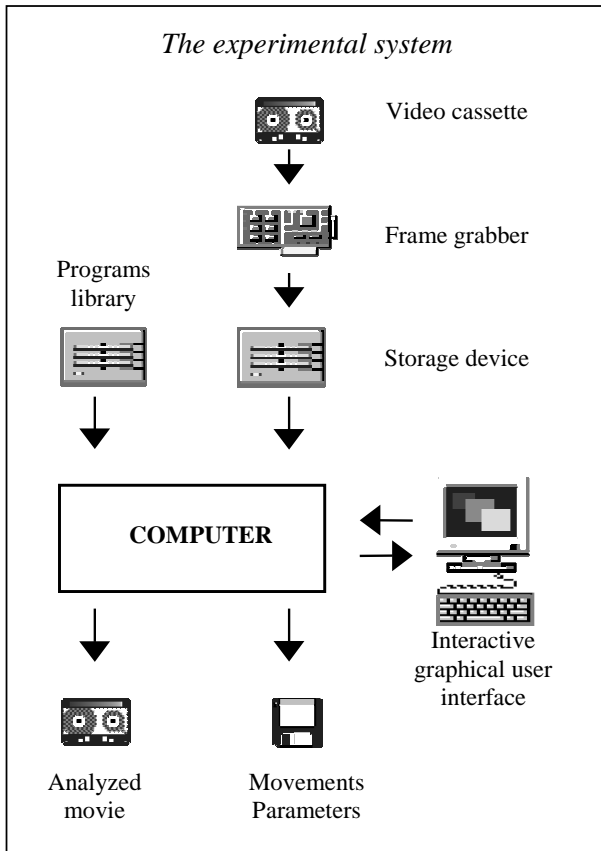 The experimental system
Video cassette
Frame grabber
Programs
library
Storage device
COMPUTER
Interactive
graphical user
interface
Analyzed
movie
Movements
Parameters